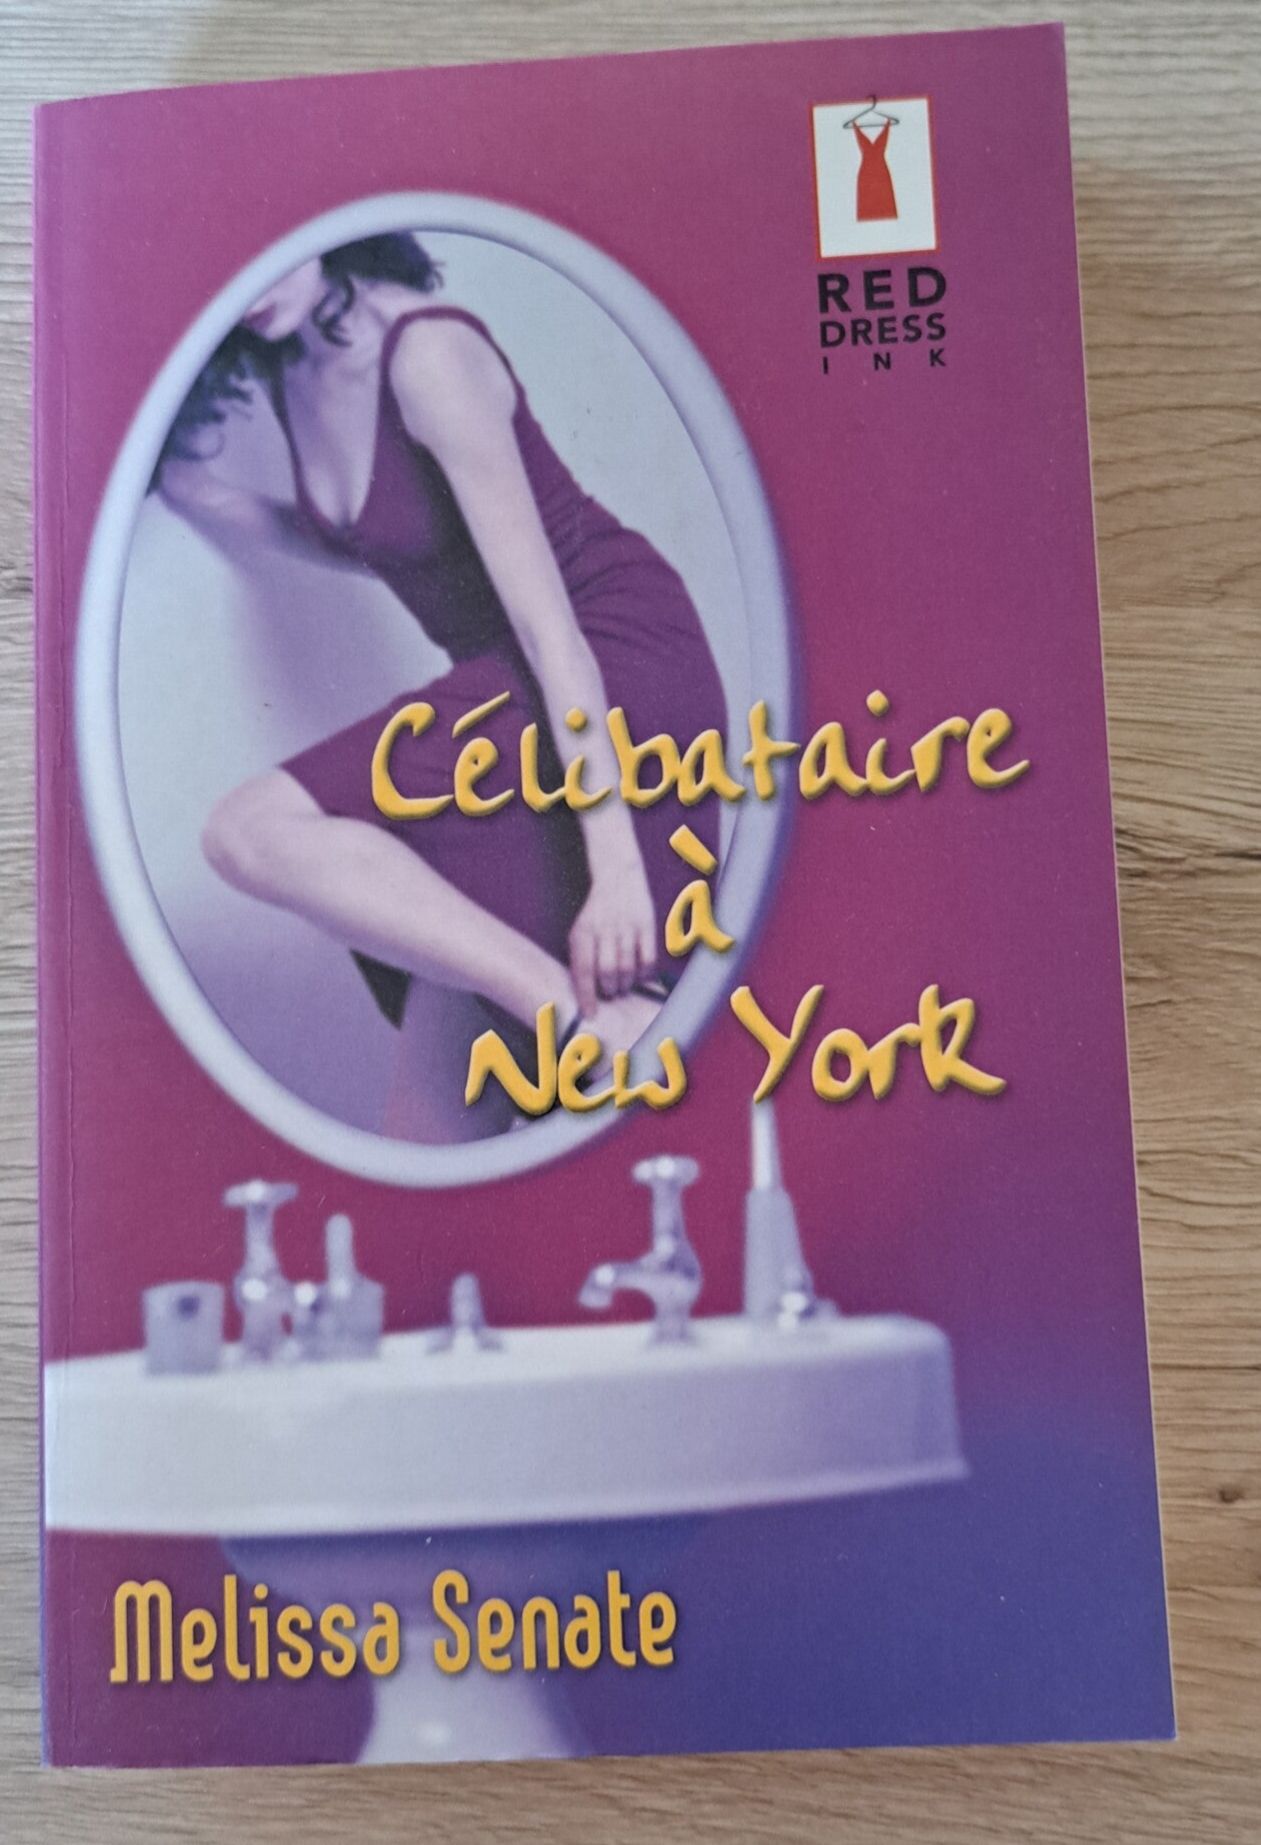 RED
DRESS
INK
Célibataire
à
New York
Melissa Senate